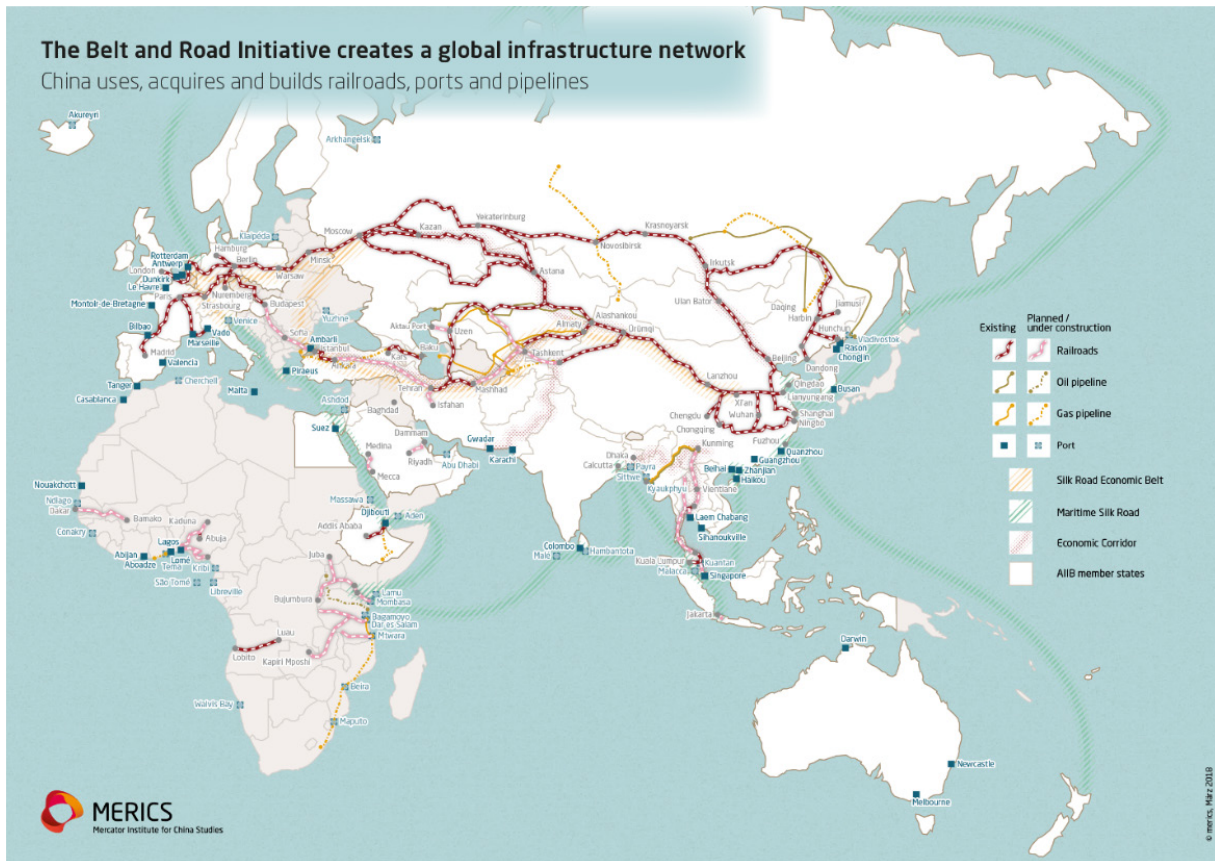 The Belt and Road Initiative creates a global infrastructure network
China uses, acquires and builds railroads, ports and pipelines
Akureyri
Arkhangelsk
Klaipėda
Moscow
Kazan
Yekaterinburg
Krasnoyarsk
Novosibirsk
Irkutsk
Rotterdam
Antwerp
Hamburg
Berlin
London
Dunkirk
Le Havre
Warsaw
Minsk
Astana
Ulan Bator
Daqing
Jiamusi
Harbin
Paris
Nuremberg
Strasbourg
Budapest
Montoir de Bretagne
Venice
Yuzhne
Aktau Port
Uzen
Almaty
Alashankou
Ürümqi
Hunchun
Vladivostok
Rason
Chongjin
Bilbao
Vado
Marseille
Sofia
Ambarli
Istanbul
Kars
Baku
Tashkent
Beijing
Dandong
Madrid
Valencia
Piraeus
Ankara
Tehran
Mashhad
Lanzhou
Qingdao
Busan
Tanger
Cherchell
Malta
Casablanca
Ashdod
Baghdad
Isfahan
Xi'an
Lianyungang
Wuhan
Chengdu
Chongqing
Shanghai
Ningbo
Suez
Medina
Dammam
Riyadh
Abu Dhabi
Gwadar
Karachi
Kunming
Fuzhou
Quanzhou
Guangzhou
Mecca
Dhaka
Calcutta
Payra
Sittwe
Kyaukphyu
Beihai
Zhanjian
Haikou
Vientiane
Nouakchott
Ndiago
Dakar
Bamako
Kaduna
Massawa
Djibouti
Aden
Addis Ababa
Laem Chabang
Sihanoukville
Conakry
Lagos
Abuja
Abijan
Aboadze
Tema
Lomé
Kribi
São Tomé
Libreville
Juba
Colombo
Hambantota
Malé
Kuala Lumpur
Kuantan
Malacca
Singapore
Bujumbura
Lamu
Mombasa
Bagamoyo
Dar es Salam
Mtwara
Jakarta
Luau
Lobito
Kapiri Mposhi
Darwin
Walvis Bay
Beira
Maputo
Newcastle
Melbourne
Existing
Planned /
under construction
Railroads
Oil pipeline
Gas pipeline
Port
Silk Road Economic Belt
Maritime Silk Road
Economic Corridor
AIIB member states
MERICS
Mercator Institute for China Studies
© merics, März 2018